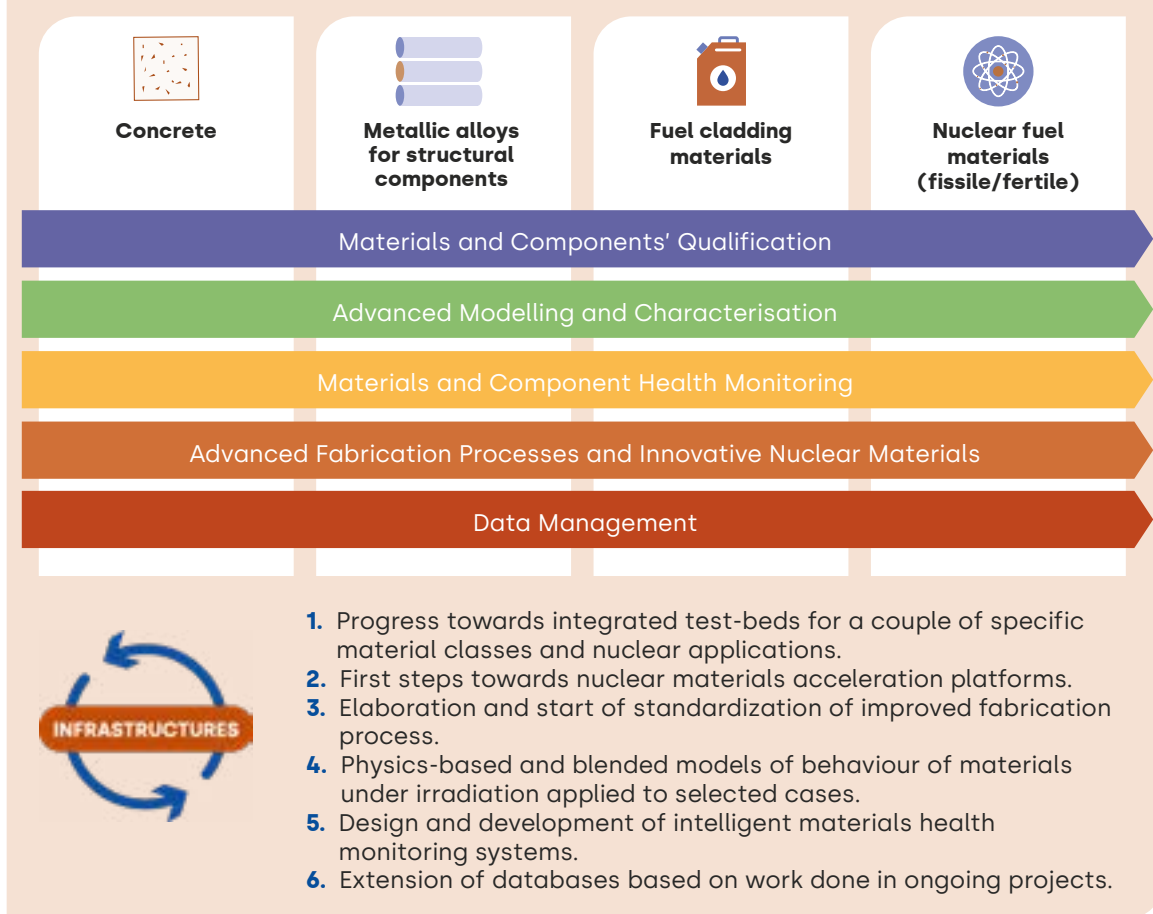 Concrete
Metallic alloys
for structural
components
Fuel cladding
materials
Nuclear fuel
materials
(fissile/fertile)
Materials and Components’ Qualification
Advanced Modelling and Characterisation
Materials and Component Health Monitoring
Advanced Fabrication Processes and Innovative Nuclear Materials
Data Management
INFRASTRUCTURES
1. Progress towards integrated test-beds for a couple of specific
material classes and nuclear applications.
2. First steps towards nuclear materials acceleration platforms.
3. Elaboration and start of standardization of improved fabrication
process.
4. Physics-based and blended models of behaviour of materials
under irradiation applied to selected cases.
5. Design and development of intelligent materials health
monitoring systems.
6. Extension of databases based on work done in ongoing projects.